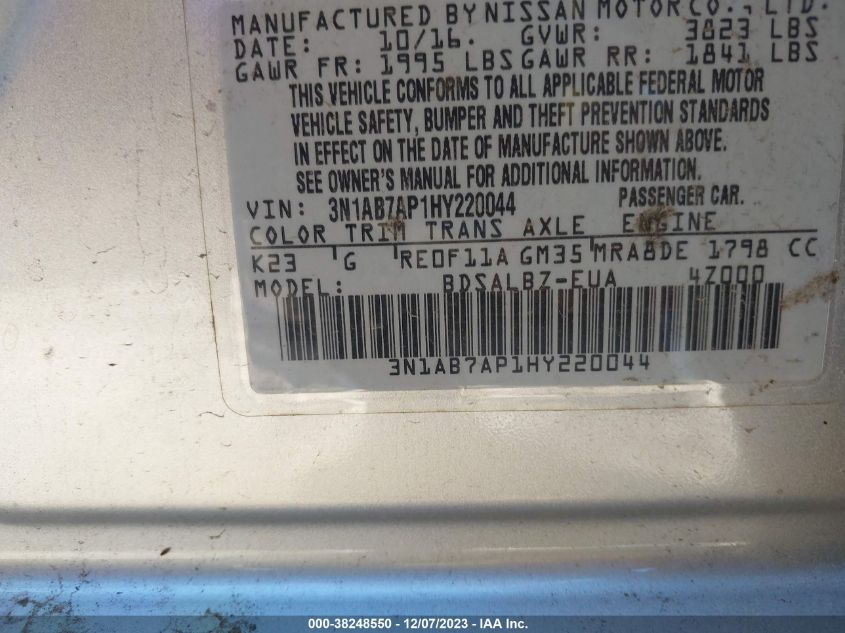 MANUFACTURED BY NISSAN MOTOR CO., LTD.
DATE: 10/16. GVWR: 3823 LBS
GAWR FR: 1995 LBS GAWR RR: 1841 LBS
THIS VEHICLE CONFORMS TO ALL APPLICABLE FEDERAL MOTOR
VEHICLE SAFETY, BUMPER AND THEFT PREVENTION STANDARDS
IN EFFECT ON THE DATE OF MANUFACTURE SHOWN ABOVE.
SEE OWNER'S MANUAL FOR ADDITIONAL INFORMATION.
VIN: 3N1AB7AP1HY220044 PASSENGER CAR.
COLOR TRIM TRANS AXLE ENGINE
K23 G RE0F11A GM35 MRA8DE 1798 CC
MODEL: BDSALBZ-EUA 4Z000
3N1AB7AP1HY220044
000-38248550 - 12/07/2023 - Copyright © IAA, Inc.